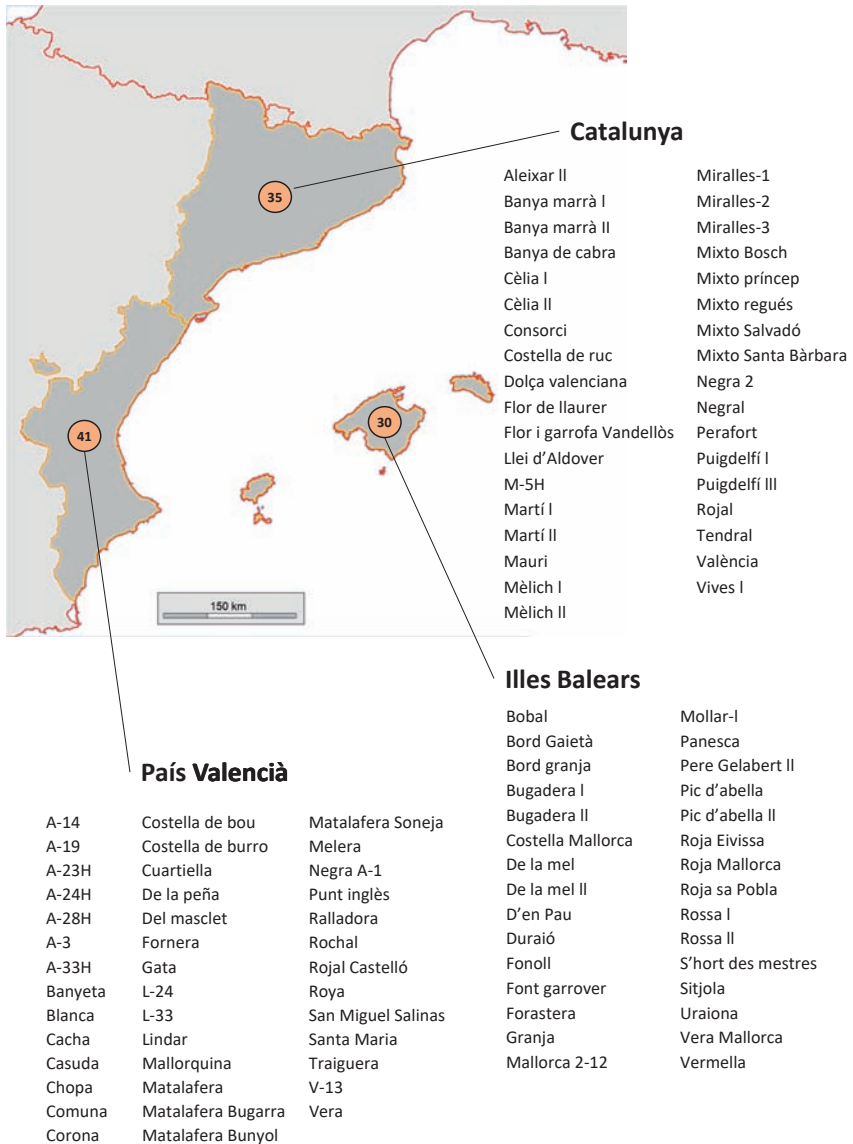 Catalunya
35
Aleixar ll
Banya marrà l
Banya marrà II
Banya de cabra
Cèlia l
Cèlia ll
Consorci
Costella de ruc
Dolça valenciana
Flor de llaurer
Flor i garrofa Vandellòs
Llei d'Aldover
M-5H
Martí l
Martí ll
Mauri
Mèlich l
Mèlich ll
Miralles-1
Miralles-2
Miralles-3
Mixto Bosch
Mixto príncep
Mixto regués
Mixto Salvadó
Mixto Santa Bàrbara
Negra 2
Negral
Perafort
Puigdelfí l
Puigdelfí lll
Rojal
Tendral
València
Vives l
41
30
150 km
Illes Balears
Bobal
Bord Gaietà
Bord granja
Bugadera l
Bugadera ll
Costella Mallorca
De la mel
De la mel ll
D'en Pau
Duraió
Fonoll
Font garrover
Forastera
Granja
Mallorca 2-12
Mollar-l
Panesca
Pere Gelabert ll
Pic d'abella
Pic d'abella ll
Roja Eivissa
Roja Mallorca
Roja sa Pobla
Rossa l
Rossa ll
S'hort des mestres
Sitjola
Uraiona
Vera Mallorca
Vermella
País Valencià
A-14
A-19
A-23H
A-24H
A-28H
A-3
A-33H
Banyeta
Blanca
Cacha
Casuda
Chopa
Comuna
Corona
Costella de bou
Costella de burro
Cuartiella
De la peña
Del masclet
Fornera
Gata
L-24
L-33
Lindar
Mallorquina
Matalafera
Matalafera Bugarra
Matalafera Bunyol
Matalafera Soneja
Melera
Negra A-1
Punt inglès
Ralladora
Rochal
Rojal Castelló
Roya
San Miguel Salinas
Santa Maria
Traiguera
V-13
Vera